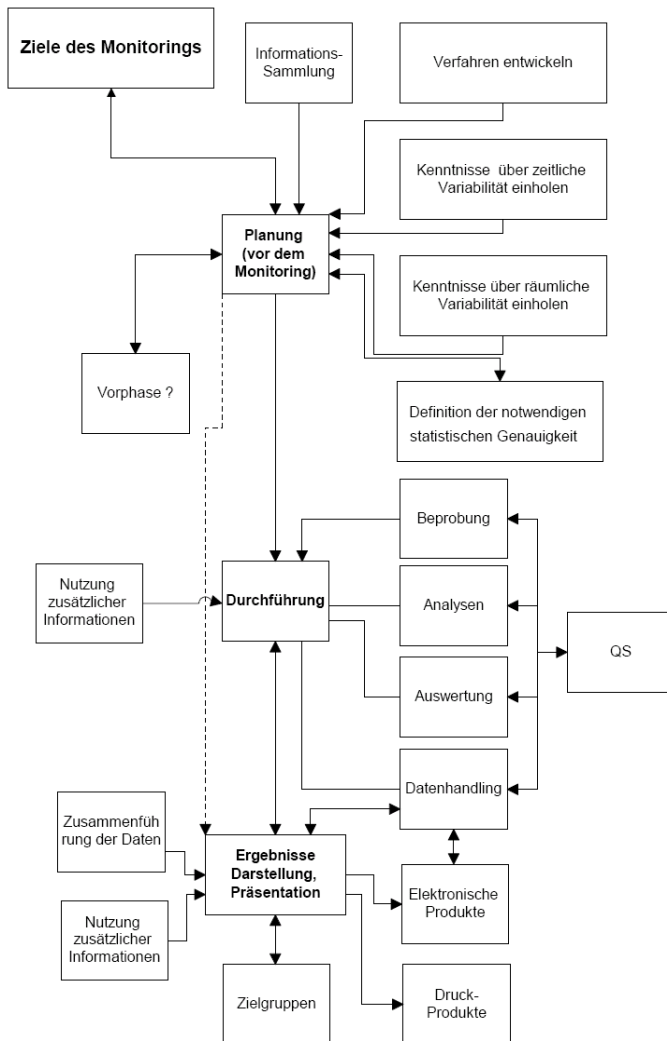 Ziele des Monitorings
Informations-
Sammlung
Verfahren entwickeln
Kenntnisse über zeitliche
Variabilität einholen
Planung
(vor dem
Monitoring)
Kenntnisse über räumliche
Variabilität einholen
Vorphase ?
Definition der notwendigen
statistischen Genauigkeit
Beprobung
Nutzung
zusätzlicher
Informationen
Durchführung
Analysen
QS
Auswertung
Datenhandling
Zusammenfüh
rung der Daten
Ergebnisse
Darstellung,
Präsentation
Elektronische
Produkte
Nutzung
zusätzlicher
Informationen
Zielgruppen
Druck-
Produkte